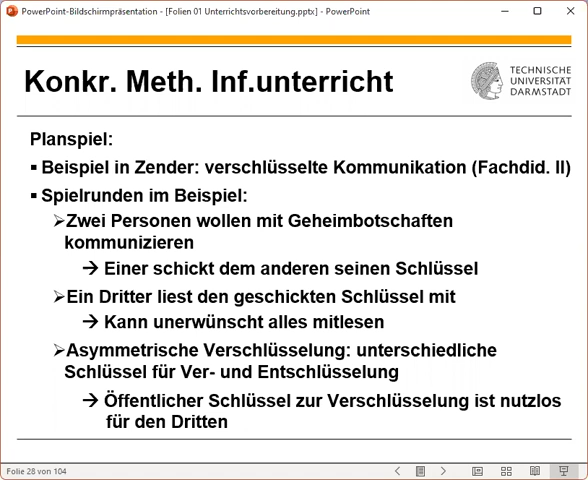 PowerPoint-Bildschirmpräsentation - [Folien 01 Unterrichtsvorbereitung.pptx] - PowerPoint
Konkr. Meth. Inf.unterricht
TECHNISCHE
UNIVERSITÄT
DARMSTADT
Planspiel:
▪ Beispiel in Zender: verschlüsselte Kommunikation (Fachdid. II)
▪ Spielrunden im Beispiel:
➢Zwei Personen wollen mit Geheimbotschaften
kommunizieren
→ Einer schickt dem anderen seinen Schlüssel
➢Ein Dritter liest den geschickten Schlüssel mit
→ Kann unerwünscht alles mitlesen
➢Asymmetrische Verschlüsselung: unterschiedliche
Schlüssel für Ver- und Entschlüsselung
→ Öffentlicher Schlüssel zur Verschlüsselung ist nutzlos
für den Dritten
Folie 28 von 104